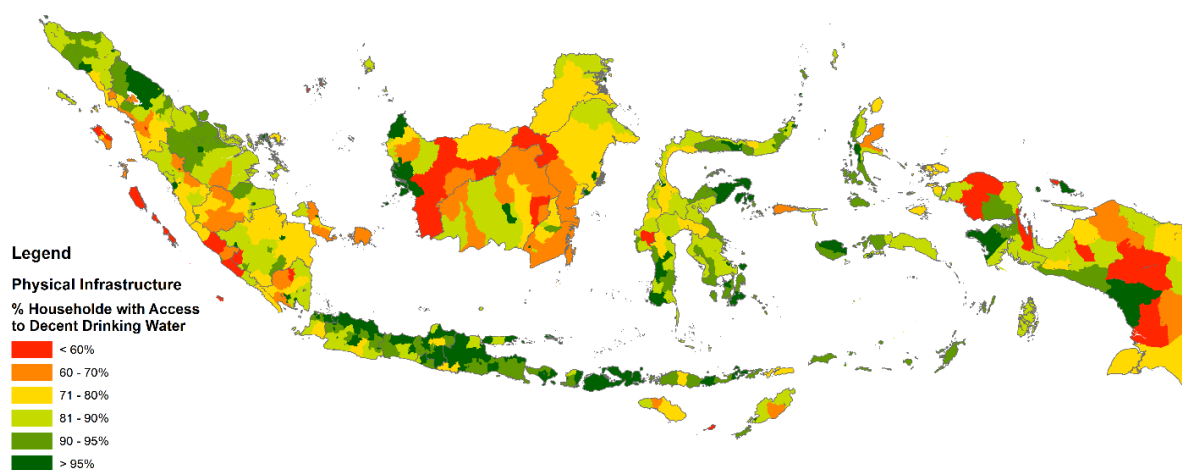 Legend
Physical Infrastructure
% Householde with Access
to Decent Drinking Water
< 60%
60 - 70%
71 - 80%
81 - 90%
90 - 95%
> 95%